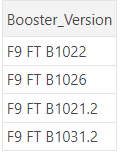 Booster_Version
F9 FT B1022
F9 FT B1026
F9 FT B1021.2
F9 FT B1031.2